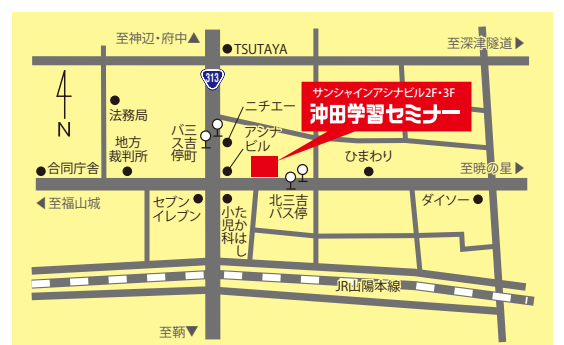 至神辺・府中▲
TSUTAYA
至深津隧道▶
313
サンシャインアシナビル2F・3F
沖田学習セミナー
N
法務局
ニチエー
三吉町
バス停
アシナ
ビル
地方
裁判所
ひまわり
合同庁舎
至暁の星▶
◀至福山城
セブン
イレブン
たかはし
小児科
北三吉
バス停
ダイソー
JR山陽本線
至鞆▼